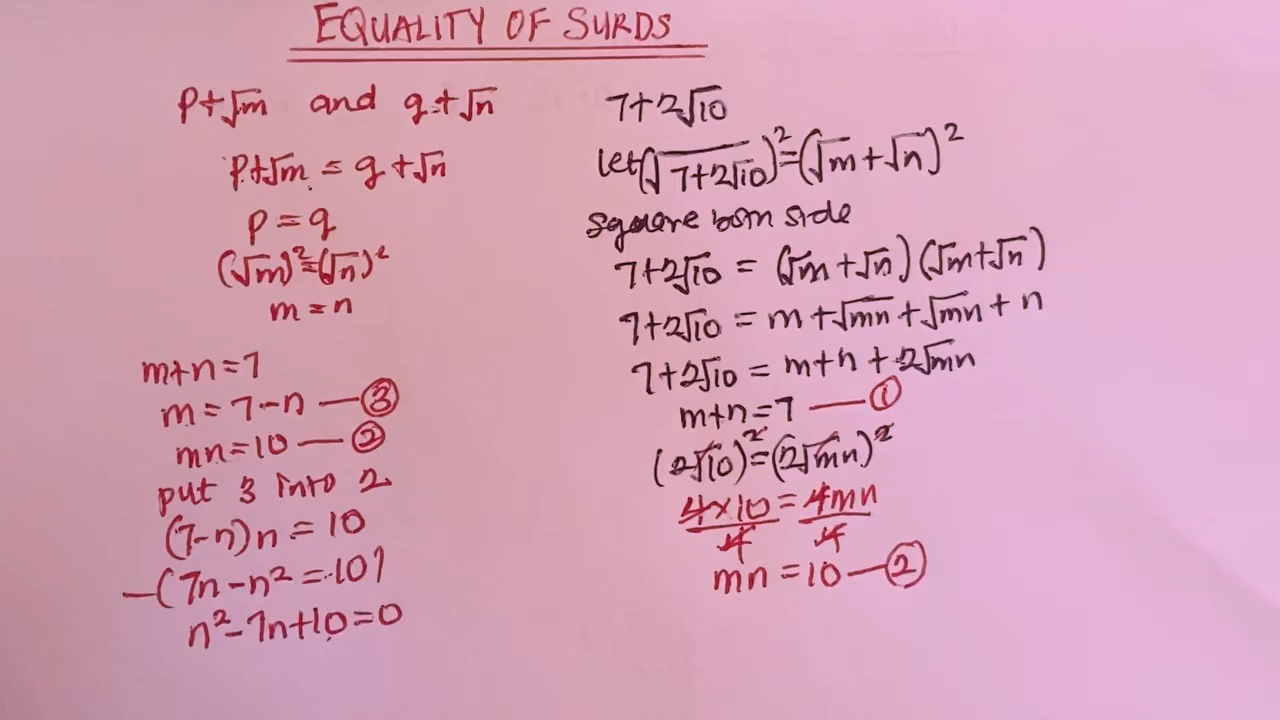 EQUALITY OF SURDS
p+√m and q+√n
p+√m = q+√n
p = q
(√m)²=(√n)²
m = n
7+2√10
let(√(7+2√10))²=(√m+√n)²
square both side
7+2√10 = (√m+√n)(√m+√n)
7+2√10 = m+√mn+√mn+n
7+2√10 = m+n+2√mn
m+n=7 — ①
(2√10)²=(2√mn)²
4×10/4 = 4mn/4
mn = 10 — ②
m+n=7
m = 7-n — ③
mn=10 — ②
put 3 into 2
(7-n)n = 10
-(7n-n²=10)
n²-7n+10=0